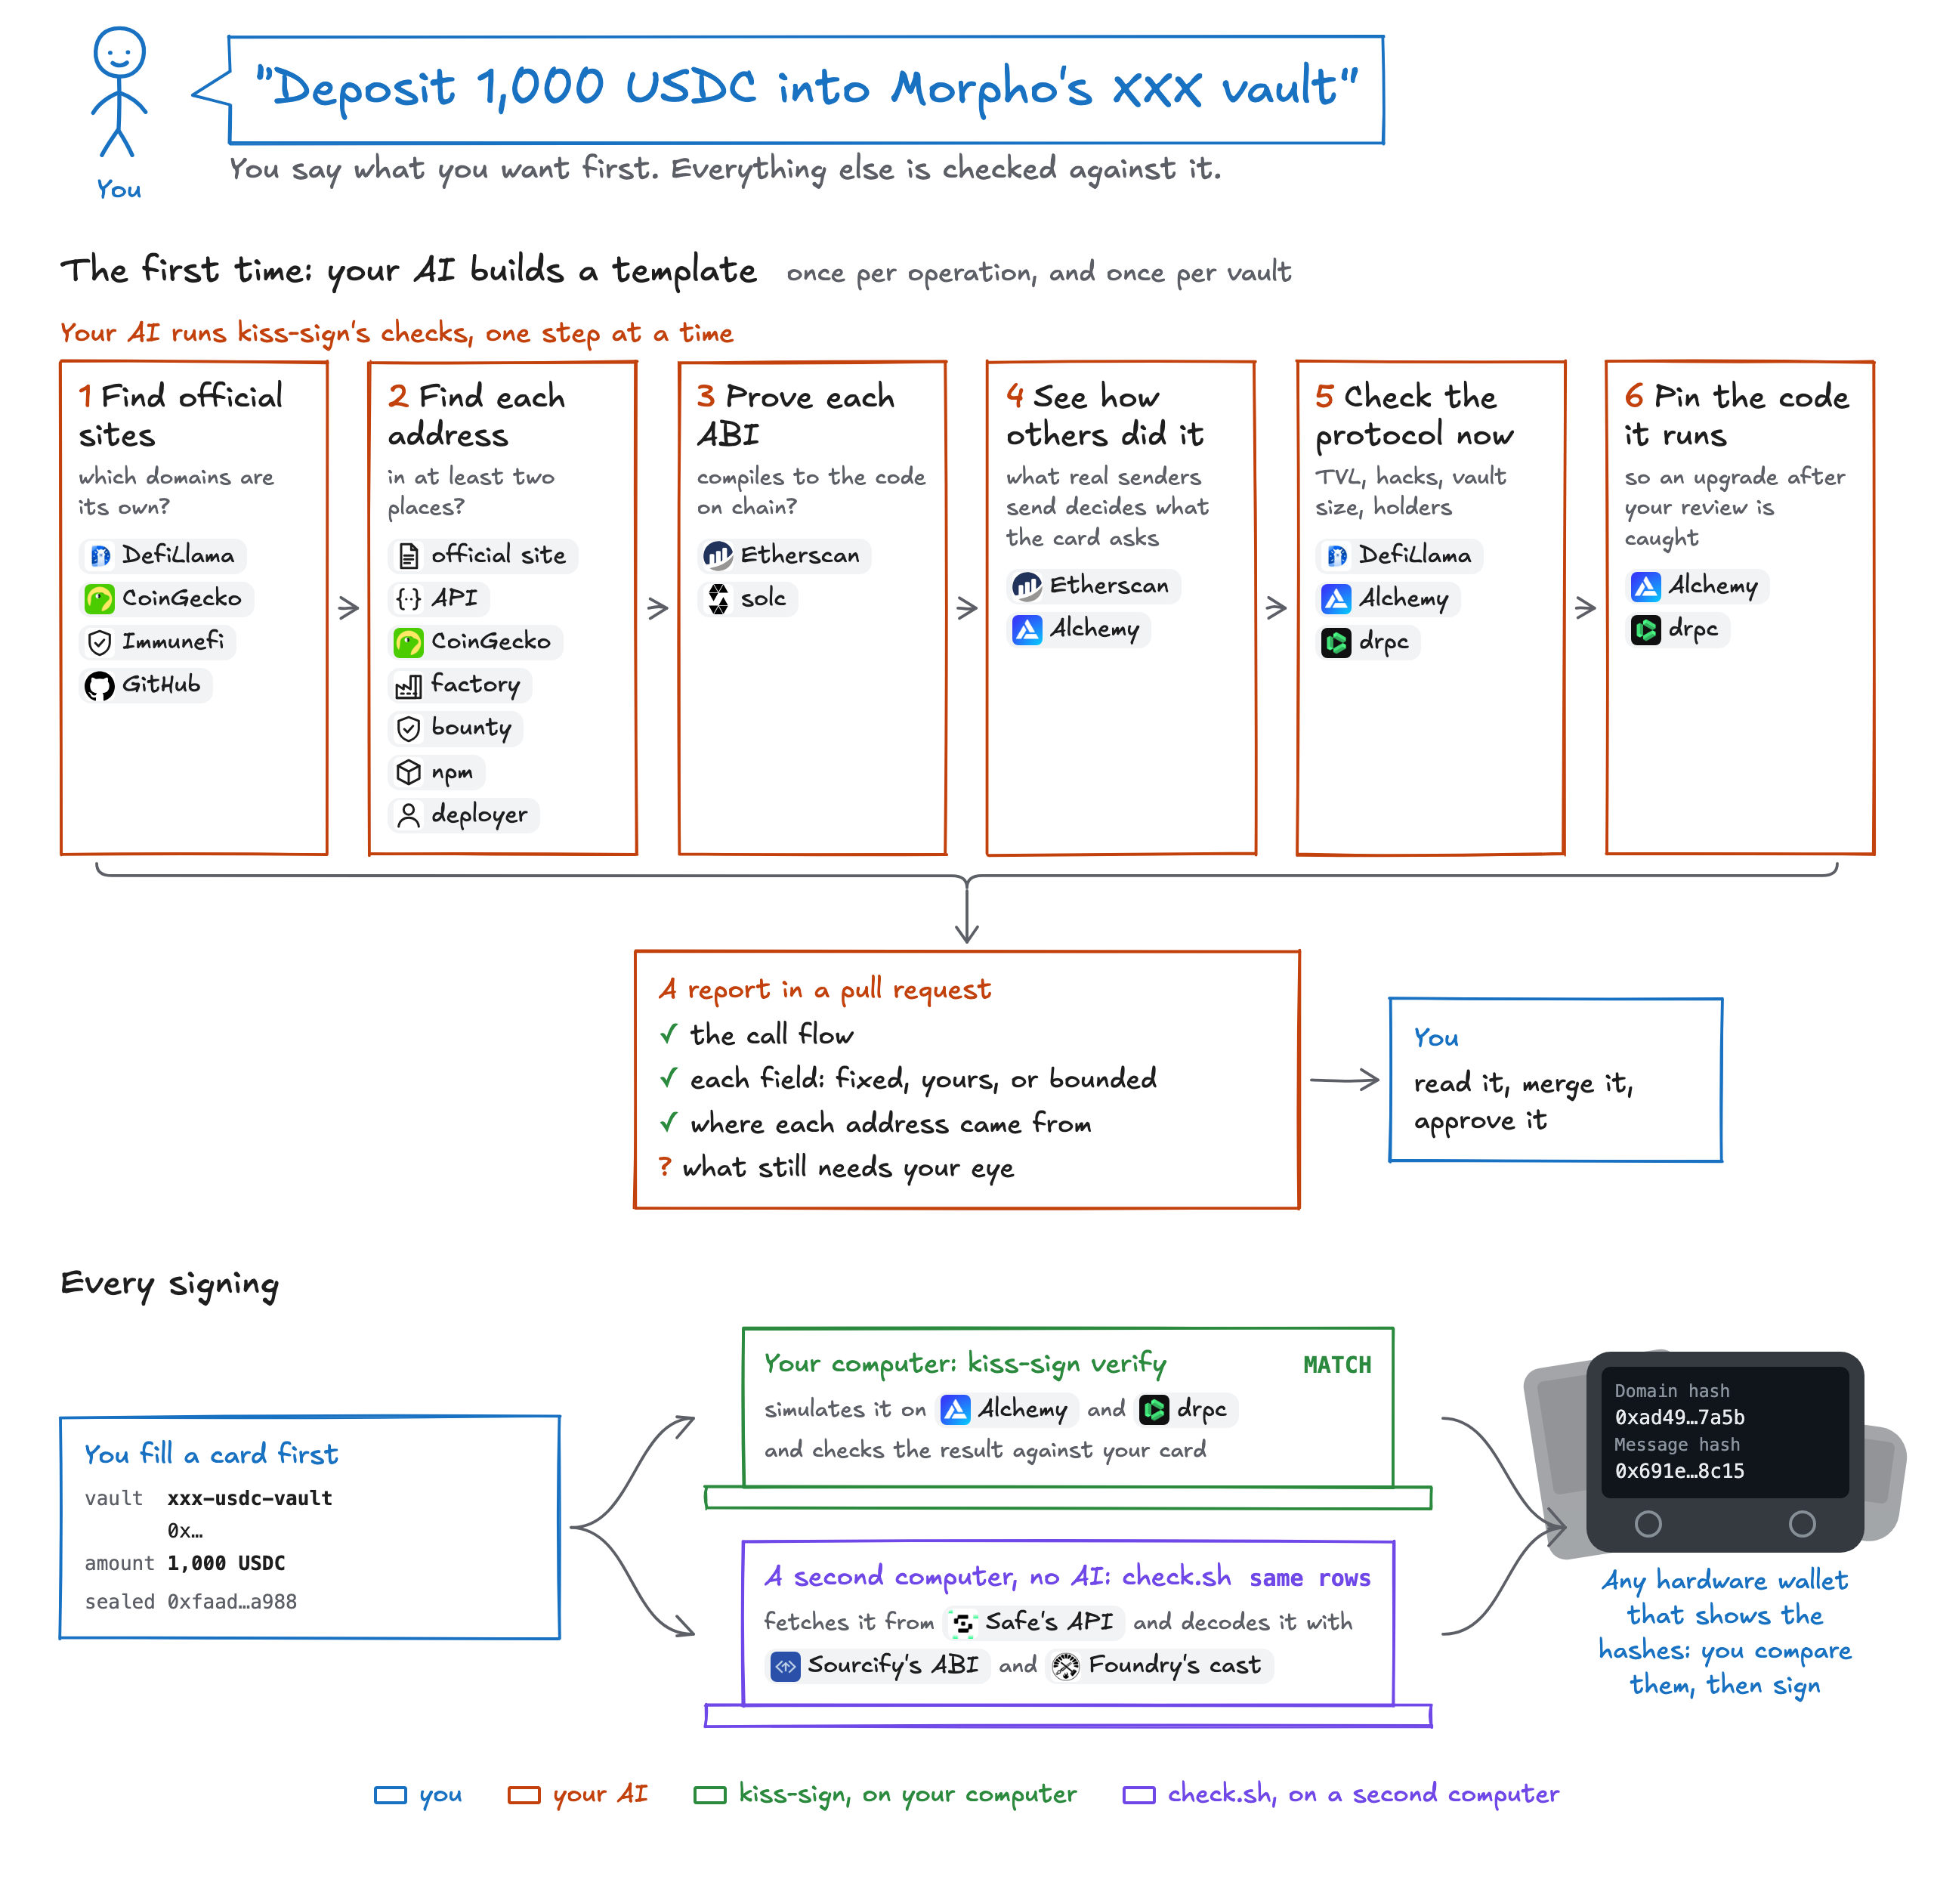 "Deposit 1,000 USDC into Morpho's XXX vault"
You
You say what you want first. Everything else is checked against it.
The first time: your AI builds a template once per operation, and once per vault
Your AI runs kiss-sign's checks, one step at a time
1 Find official
sites
which domains are
its own?
DefiLlama
CoinGecko
Immunefi
GitHub
2 Find each
address
in at least two
places?
official site
API
CoinGecko
factory
bounty
npm
deployer
3 Prove each
ABI
compiles to the code
on chain?
Etherscan
solc
4 See how
others did it
what real senders
send decides what
the card asks
Etherscan
Alchemy
5 Check the
protocol now
TVL, hacks, vault
size, holders
DefiLlama
Alchemy
drpc
6 Pin the code
it runs
so an upgrade after
your review is
caught
Alchemy
drpc
A report in a pull request
✓ the call flow
✓ each field: fixed, yours, or bounded
✓ where each address came from
? what still needs your eye
You
read it, merge it,
approve it
Every signing
You fill a card first
vault xxx-usdc-vault
0x…
amount 1,000 USDC
sealed 0xfaad…a988
Your computer: kiss-sign verify MATCH
simulates it on Alchemy and drpc
and checks the result against your card
A second computer, no AI: check.sh same rows
fetches it from Safe's API and decodes it with
Sourcify's ABI and Foundry's cast
Domain hash
0xad49…7a5b
Message hash
0x691e…8c15
Any hardware wallet
that shows the
hashes: you compare
them, then sign
you
your AI
kiss-sign, on your computer
check.sh, on a second computer